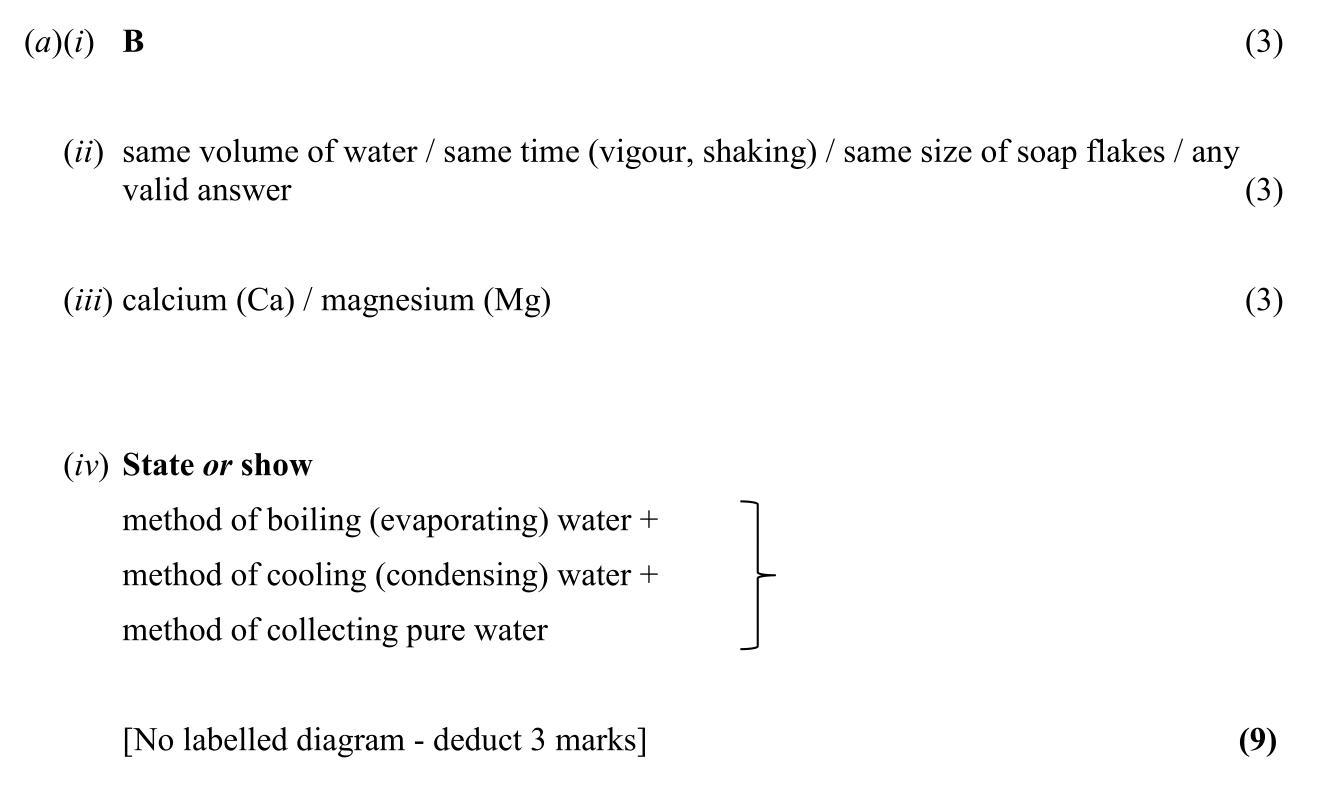 (a)(i) B (3)
(ii) same volume of water / same time (vigour, shaking) / same size of soap flakes / any
valid answer (3)
(iii) calcium (Ca) / magnesium (Mg) (3)
(iv) State or show
method of boiling (evaporating) water +
method of cooling (condensing) water +
method of collecting pure water
[No labelled diagram - deduct 3 marks] (9)